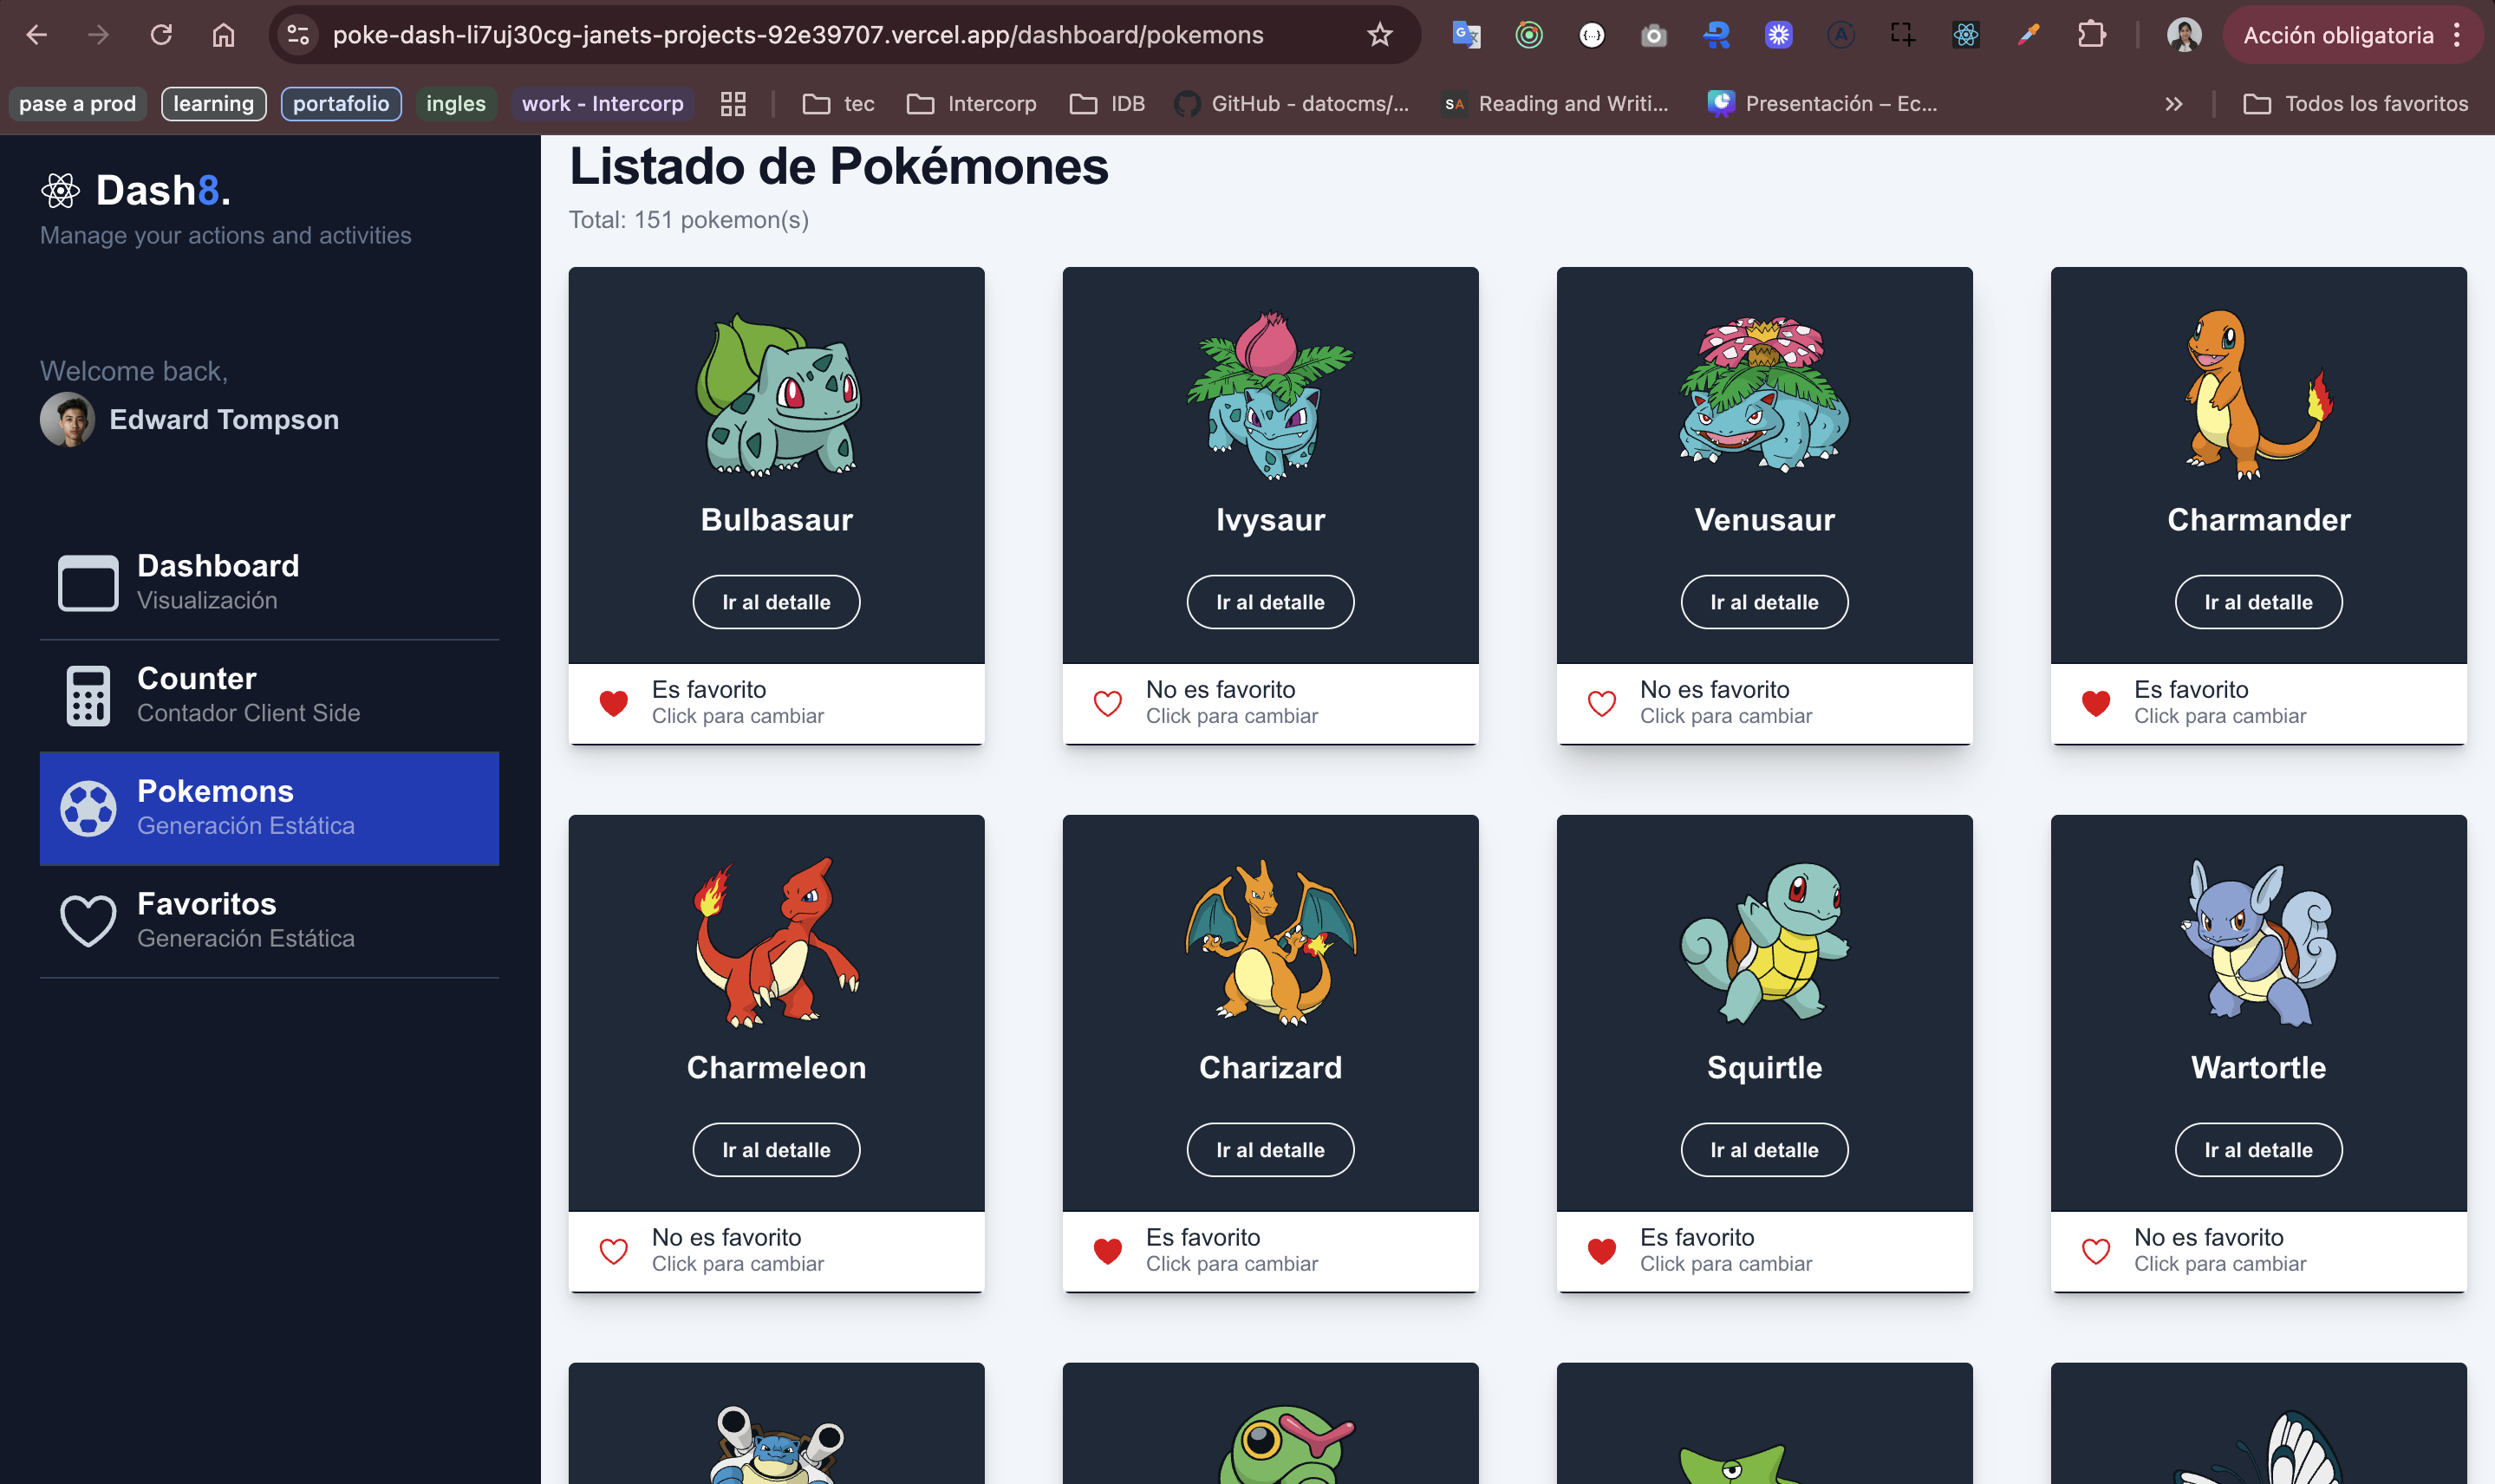 poke-dash-li7uj30cg-janets-projects-92e39707.vercel.app/dashboard/pokemons
Acción obligatoria
pase a prod
learning
portafolio
ingles
work - Intercorp
tec
Intercorp
IDB
GitHub - datocms/...
SA
Reading and Writi...
Presentación – Ec...
Todos los favoritos
Dash8.
Manage your actions and activities
Welcome back,
Edward Tompson
Dashboard
Visualización
Counter
Contador Client Side
Pokemons
Generación Estática
Favoritos
Generación Estática
Listado de Pokémones
Total: 151 pokemon(s)
Bulbasaur
Ir al detalle
Es favorito
Click para cambiar
Ivysaur
Ir al detalle
No es favorito
Click para cambiar
Venusaur
Ir al detalle
No es favorito
Click para cambiar
Charmander
Ir al detalle
Es favorito
Click para cambiar
Charmeleon
Ir al detalle
No es favorito
Click para cambiar
Charizard
Ir al detalle
Es favorito
Click para cambiar
Squirtle
Ir al detalle
Es favorito
Click para cambiar
Wartortle
Ir al detalle
No es favorito
Click para cambiar